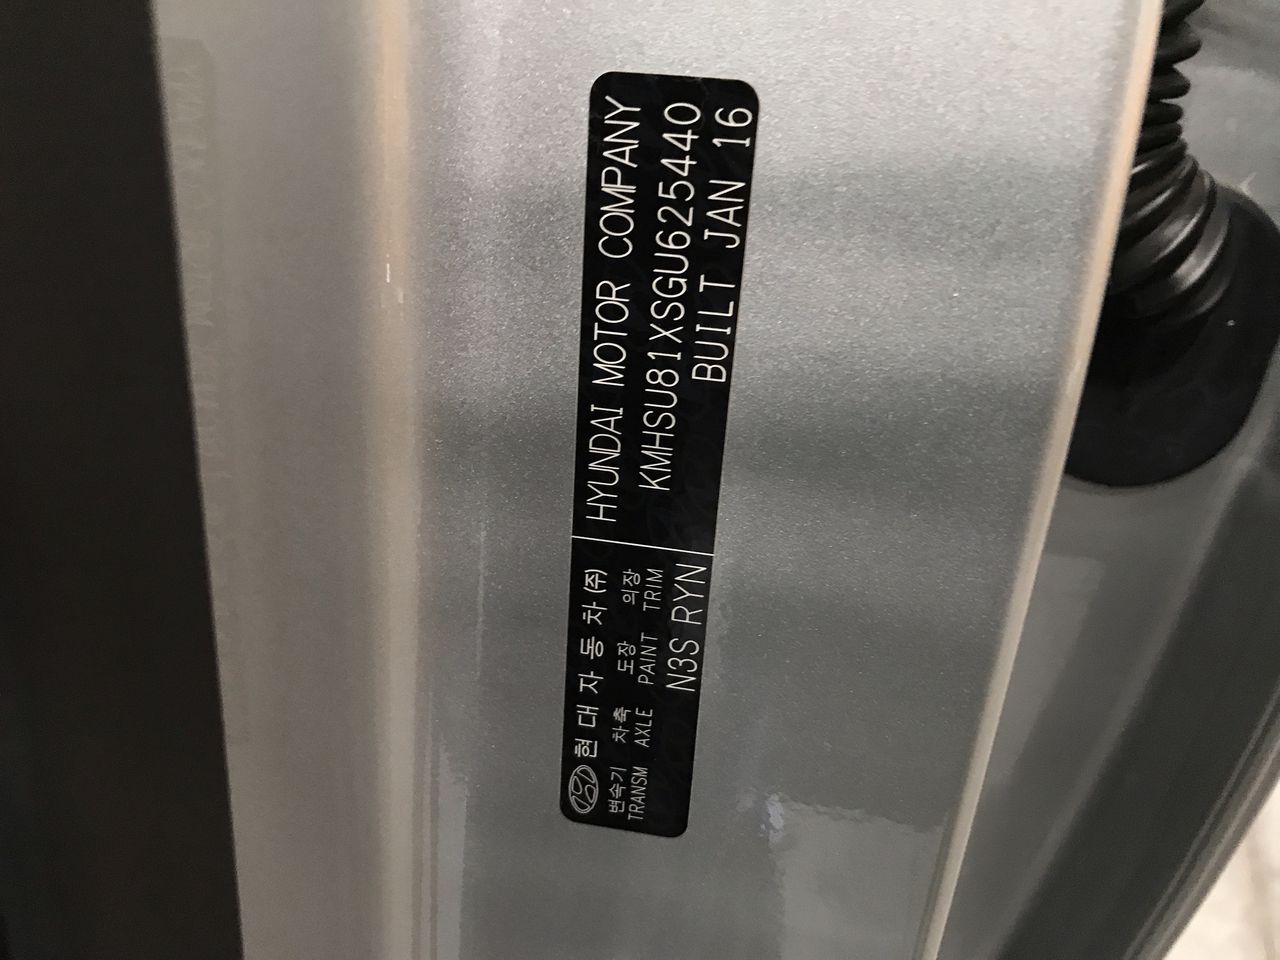 현대자동차(주)
HYUNDAI MOTOR COMPANY
변속기 차축 도장 의장
TRANSM AXLE PAINT TRIM
KMHSU81XSGU625440
N3S RYN
BUILT JAN 16